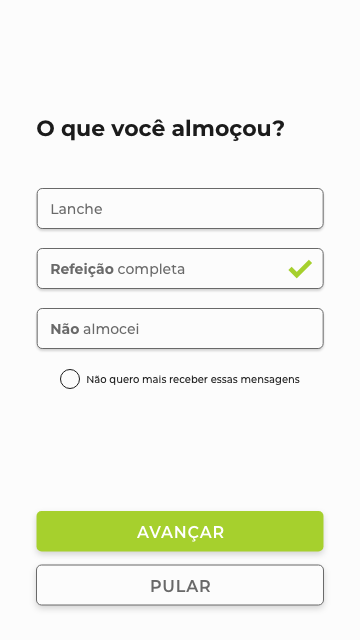 O que você almoçou?
Lanche
Refeição completa
Não almocei
Não quero mais receber essas mensagens
AVANÇAR
PULAR